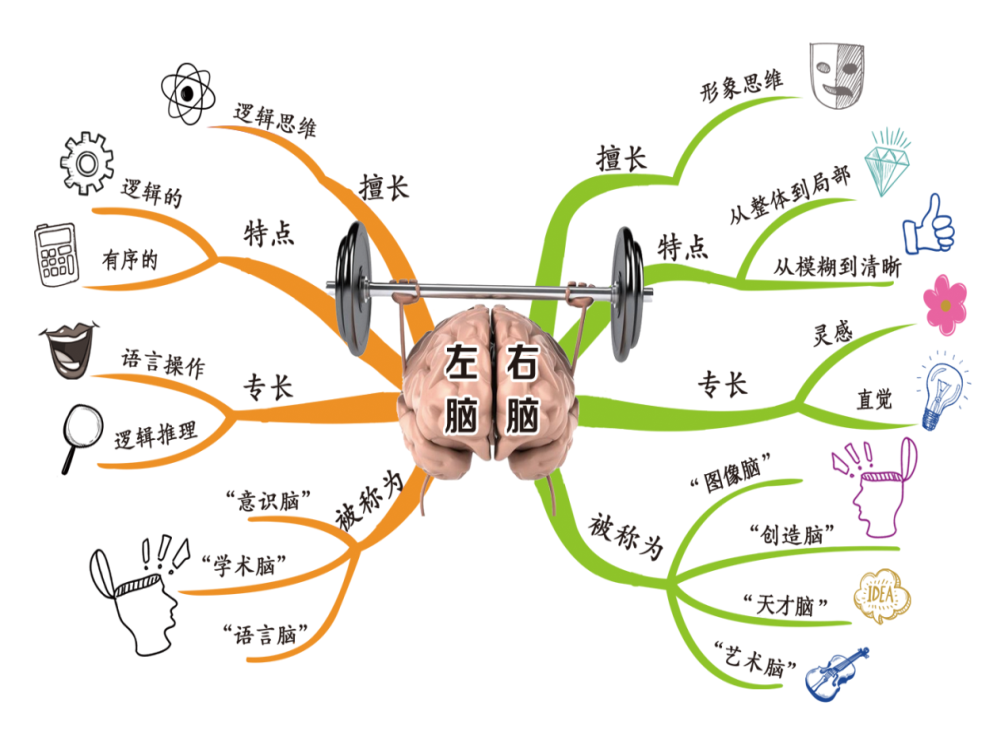 左脑
右脑
擅长
逻辑思维
特点
逻辑的
有序的
专长
语言操作
逻辑推理
被称为
“意识脑”
“学术脑”
“语言脑”
擅长
形象思维
特点
从整体到局部
从模糊到清晰
专长
灵感
直觉
被称为
“图像脑”
“创造脑”
“天才脑”
IDEA
“艺术脑”